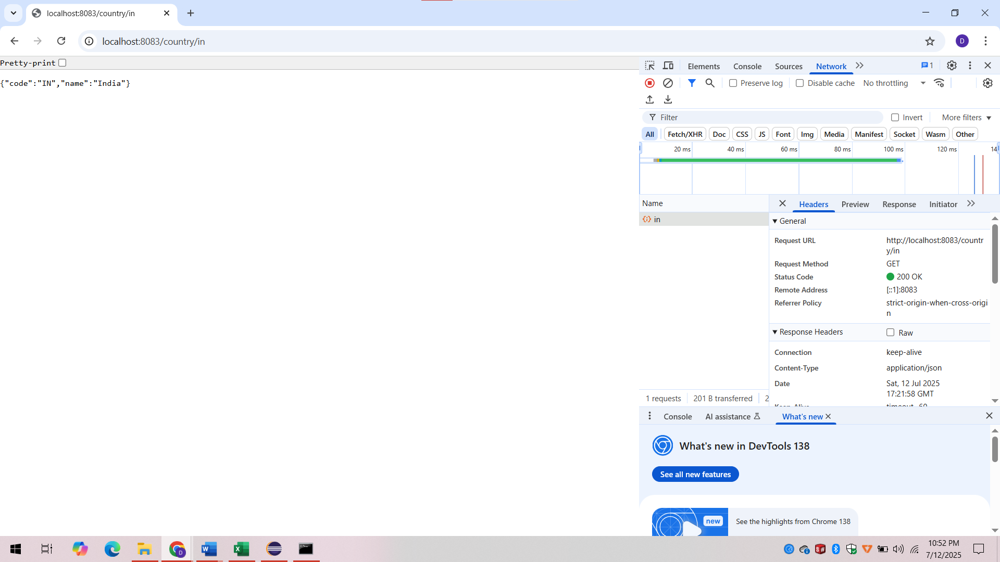 localhost:8083/country/in
localhost:8083/country/in
D
Pretty-print
{"code":"IN","name":"India"}
Elements Console Sources Network 1
Preserve log Disable cache No throttling
Filter Invert More filters
All Fetch/XHR Doc CSS JS Font Img Media Manifest Socket Wasm Other
20 ms 40 ms 60 ms 80 ms 100 ms 120 ms 14
Name
in
Headers Preview Response Initiator
General
Request URL http://localhost:8083/countr
y/in
Request Method GET
Status Code 200 OK
Remote Address [::1]:8083
Referrer Policy strict-origin-when-cross-origi
n
Response Headers Raw
Connection keep-alive
Content-Type application/json
Date Sat, 12 Jul 2025
17:21:58 GMT
1 requests 201 B transferred 2
Console AI assistance What's new
What's new in DevTools 138
See all new features
new
See the highlights from Chrome 138
10:52 PM
7/12/2025